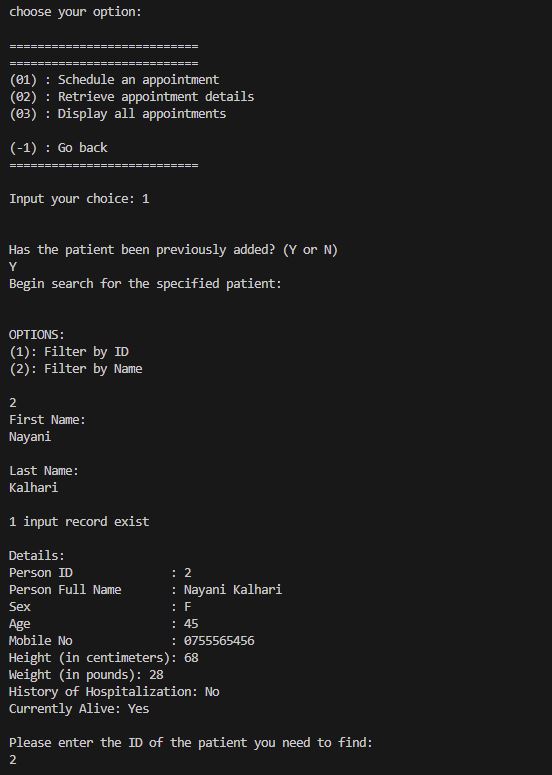 choose your option:
===========================
===========================
(01) : Schedule an appointment
(02) : Retrieve appointment details
(03) : Display all appointments
(-1) : Go back
===========================
Input your choice: 1
Has the patient been previously added? (Y or N)
Y
Begin search for the specified patient:
OPTIONS:
(1): Filter by ID
(2): Filter by Name
2
First Name:
Nayani
Last Name:
Kalhari
1 input record exist
Details:
Person ID              : 2
Person Full Name       : Nayani Kalhari
Sex                    : F
Age                    : 45
Mobile No              : 0755565456
Height (in centimeters): 68
Weight (in pounds): 28
History of Hospitalization: No
Currently Alive: Yes
Please enter the ID of the patient you need to find:
2